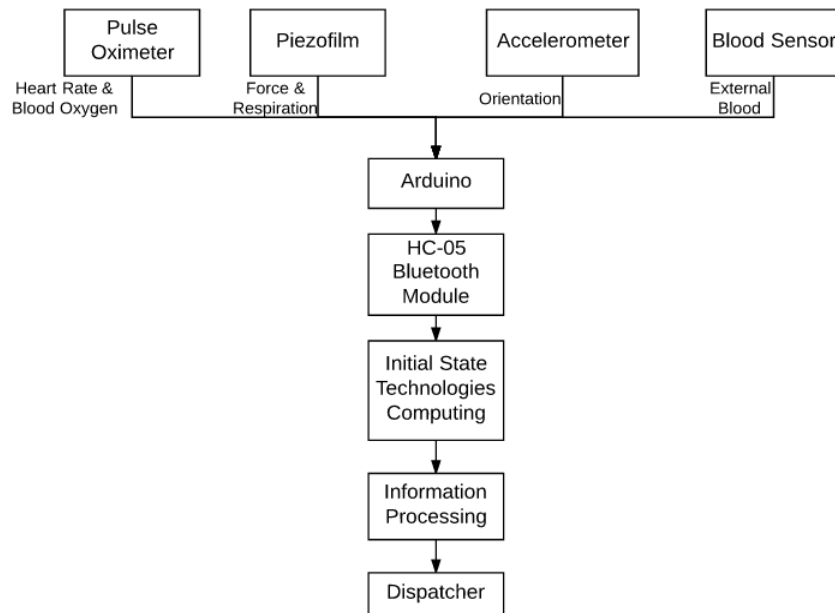 Pulse
Oximeter
Piezofilm
Accelerometer
Blood Sensor
Heart Rate &
Blood Oxygen
Force &
Respiration
Orientation
External
Blood
Arduino
HC-05
Bluetooth
Module
Initial State
Technologies
Computing
Information
Processing
Dispatcher